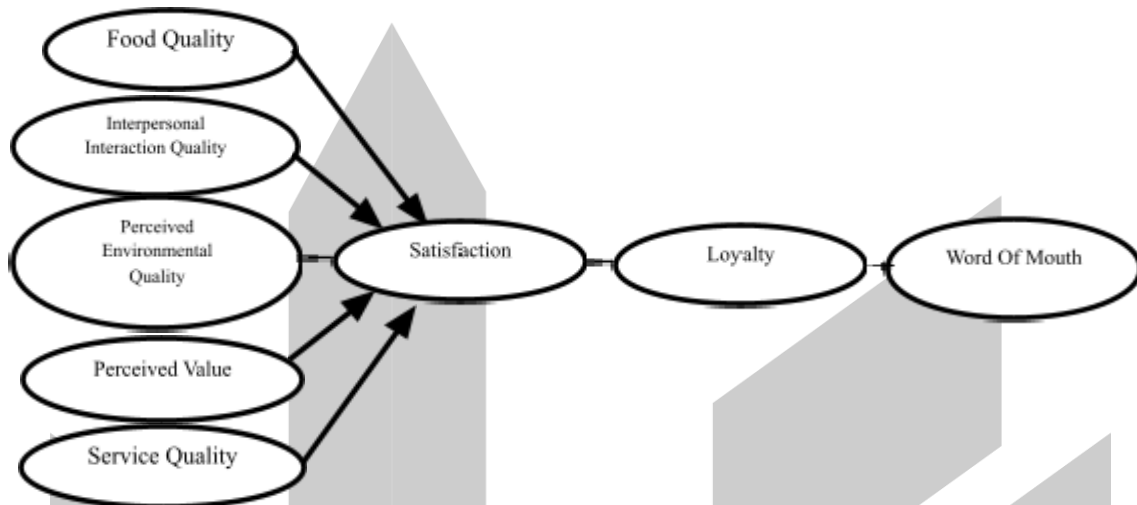 Food Quality
Interpersonal
Interaction Quality
Perceived
Environmental
Quality
Perceived Value
Service Quality
Satisfaction
Loyalty
Word Of Mouth